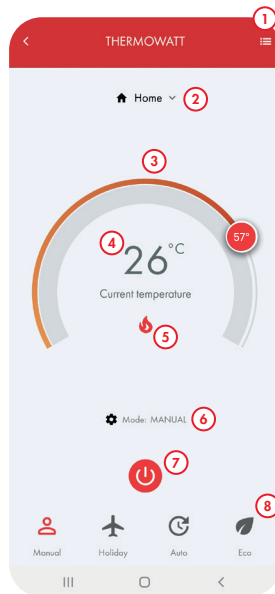 1
THERMOWATT
Home 2
3
57°
4 26°C
Current temperature
5
Mode: MANUAL 6
7
8
Manual Holiday Auto Eco